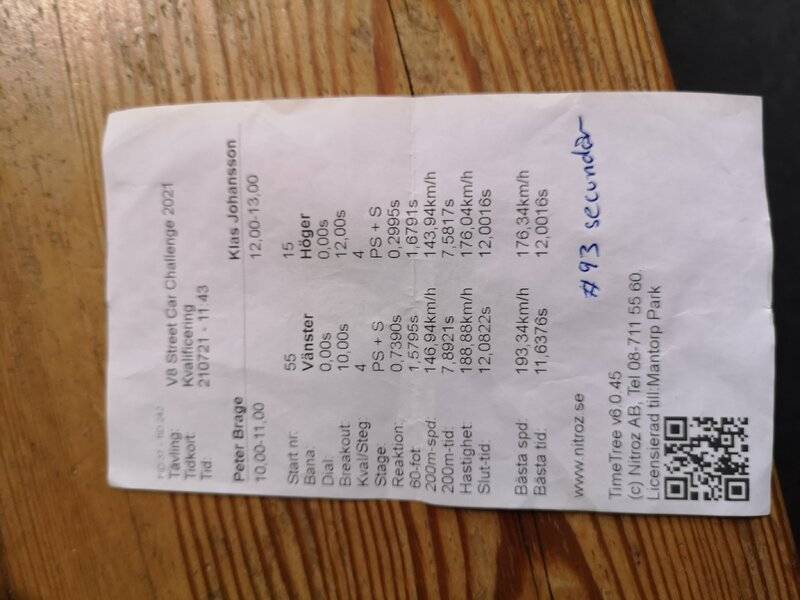 Tävling: V8 Street Car Challenge 2021
Tidkort: Kvalificering
Tid: 210721 - 11:43
Peter Brage Klas Johansson
10,00-11,00 12,00-13,00
Start nr: 55 15
Bana: Vänster Höger
Dial: 0,00s 0,00s
Breakout: 10,00s 12,00s
Kval/Steg: 4 4
Stage: PS + S PS + S
Reaktion: 0,7390s 0,2995s
60-fot: 1,5795s 1,6791s
200m-spd: 146,94km/h 143,94km/h
200m-tid: 7,8921s 7,5817s
Hastighet: 188,88km/h 176,04km/h
Slut-tid: 12,0822s 12,0016s
Bästa spd: 193,34km/h 176,34km/h
Bästa tid: 11,6376s 12,0016s
www.nitroz.se
#93 secundär
TimeTree v6.0.45
(c) Nitroz AB, Tel 08-711 55 60
Licensierad till:Mantorp Park